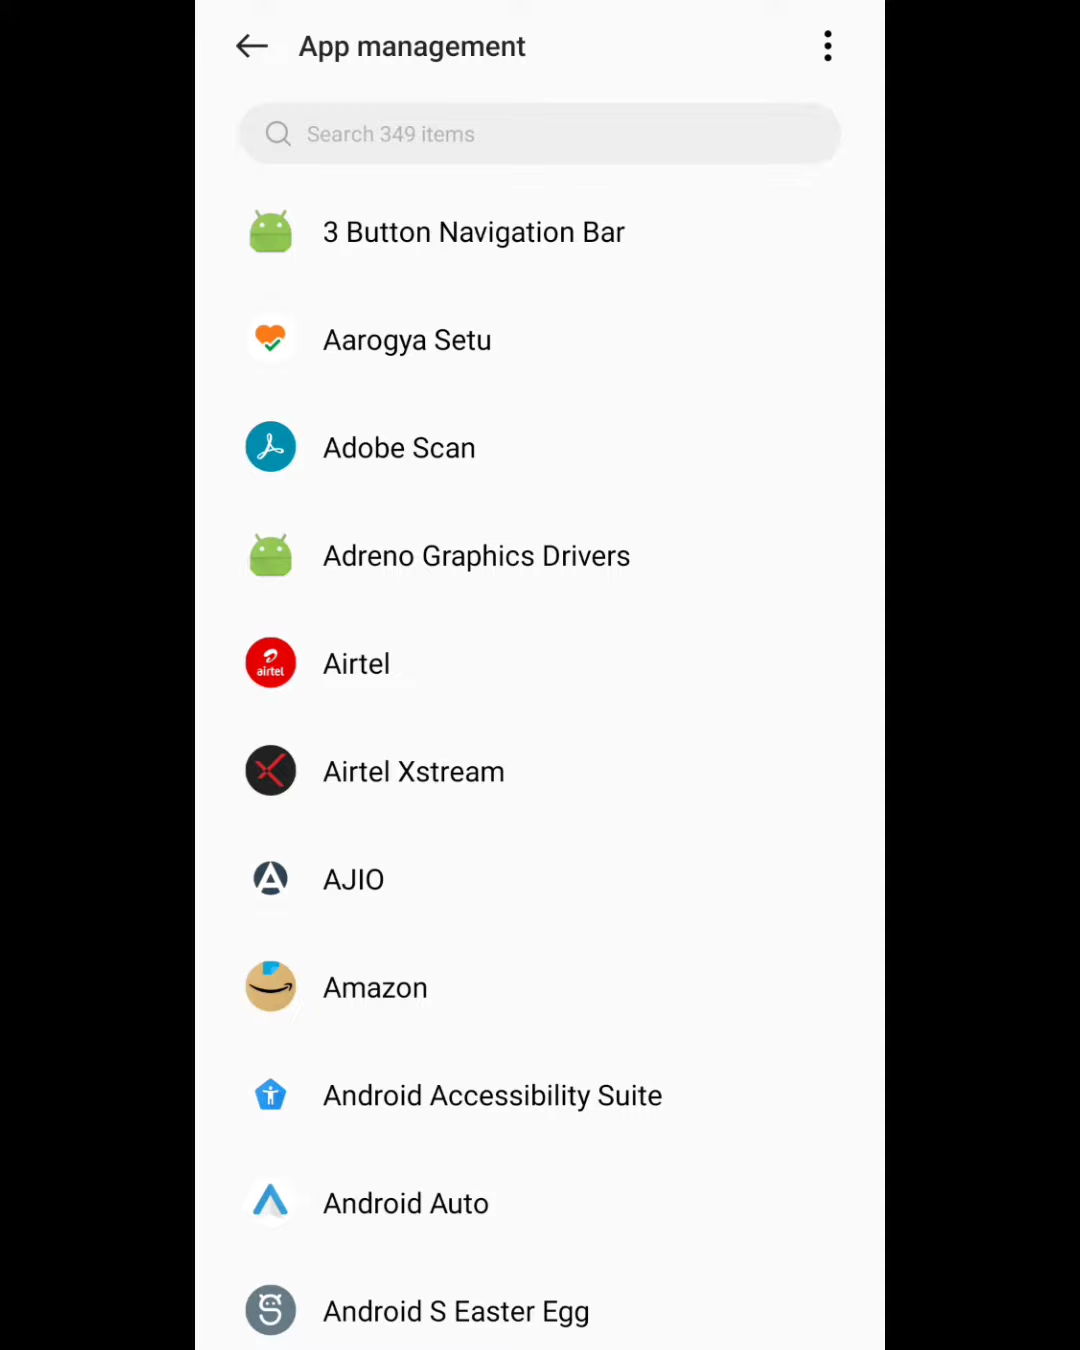 App management
Search 349 items
3 Button Navigation Bar
Aarogya Setu
Adobe Scan
Adreno Graphics Drivers
airtel
Airtel
Airtel Xstream
AJIO
Amazon
Android Accessibility Suite
Android Auto
Android S Easter Egg